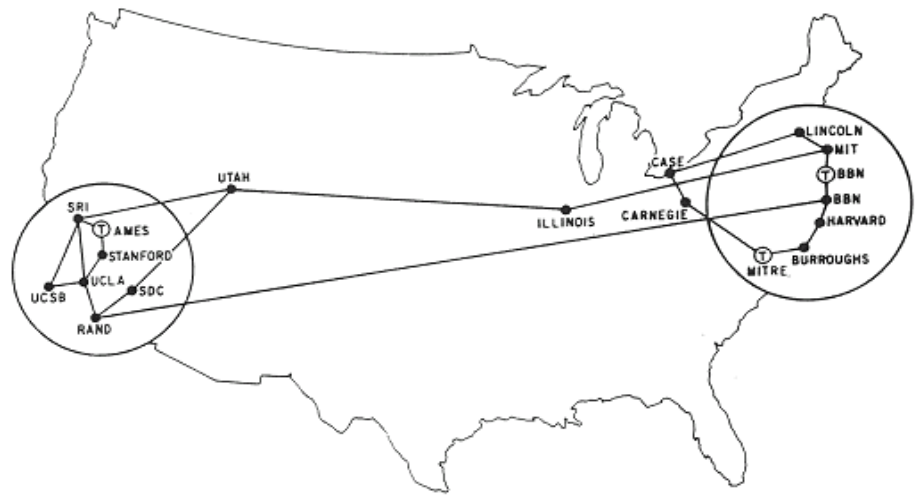 LINCOLN
MIT
T BBN
CASE
UTAH
BBN
SRI
ILLINOIS
CARNEGIE
HARVARD
T AMES
STANFORD
T
BURROUGHS
MITRE
UCLA
SDC
UCSB
RAND